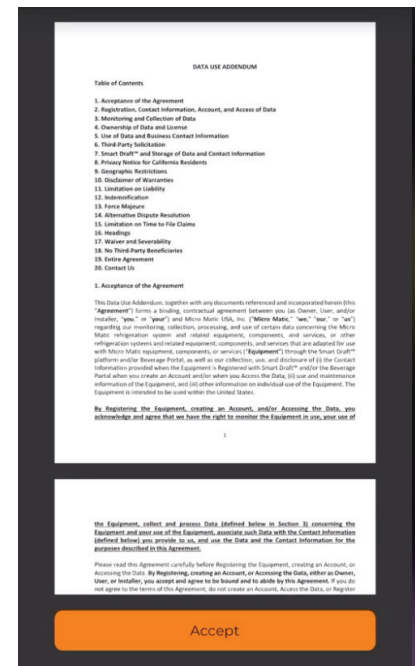 DATA USE ADDENDUM
Table of Contents
1. Acceptance of the Agreement
2. Registration, Contact Information, Account, and Access of Data
3. Monitoring and Collection of Data
4. Ownership of Data and License
5. Use of Data and Business Contact Information
6. Third-Party Solicitation
7. Smart Draft™ and Storage of Data and Contact Information
8. Privacy Notice for California Residents
9. Geographic Restrictions
10. Disclaimer of Warranties
11. Limitation on Liability
12. Indemnification
13. Force Majeure
14. Alternative Dispute Resolution
15. Limitation on Time to File Claims
16. Headings
17. Waiver and Severability
18. No Third-Party Beneficiaries
19. Entire Agreement
20. Contact Us
1. Acceptance of the Agreement
This Data Use Addendum, together with any documents referenced and incorporated herein (this
"Agreement") forms a binding, contractual agreement between you (as Owner, User, and/or
Installer, "you," or "your") and Micro Matic USA, Inc. ("Micro Matic," "we," "our," or "us")
regarding our monitoring, collection, processing, and use of certain data concerning the Micro
Matic refrigeration system and related equipment, components, and services, or other
refrigeration systems and related equipment, components, and services that are adapted for use
with Micro Matic equipment, components, or services ("Equipment") through the Smart Draft™
platform and/or Beverage Portal, as well as our collection, use, and disclosure of (i) the Contact
Information provided when the Equipment is Registered with Smart Draft™ and/or the Beverage
Portal when you create an Account and/or when you Access the Data, (ii) use and maintenance
information of the Equipment, and (iii) other information on individual use of the Equipment. The
Equipment is intended to be used within the United States.
By Registering the Equipment, creating an Account, and/or Accessing the Data, you
acknowledge and agree that we have the right to monitor the Equipment in use, your use of
1
the Equipment, collect and process Data (defined below in Section 3) concerning the
Equipment and your use of the Equipment, associate such Data with the Contact Information
(defined below) you provide to us, and use the Data and the Contact Information for the
purposes described in this Agreement.
Please read this Agreement carefully before Registering the Equipment, creating an Account, or
Accessing the Data. By Registering, creating an Account, or Accessing the Data, either as Owner,
User, or Installer, you accept and agree to be bound and to abide by this Agreement. If you do
not agree to the terms of this Agreement, do not create an Account, Access the Data, or Register
Accept